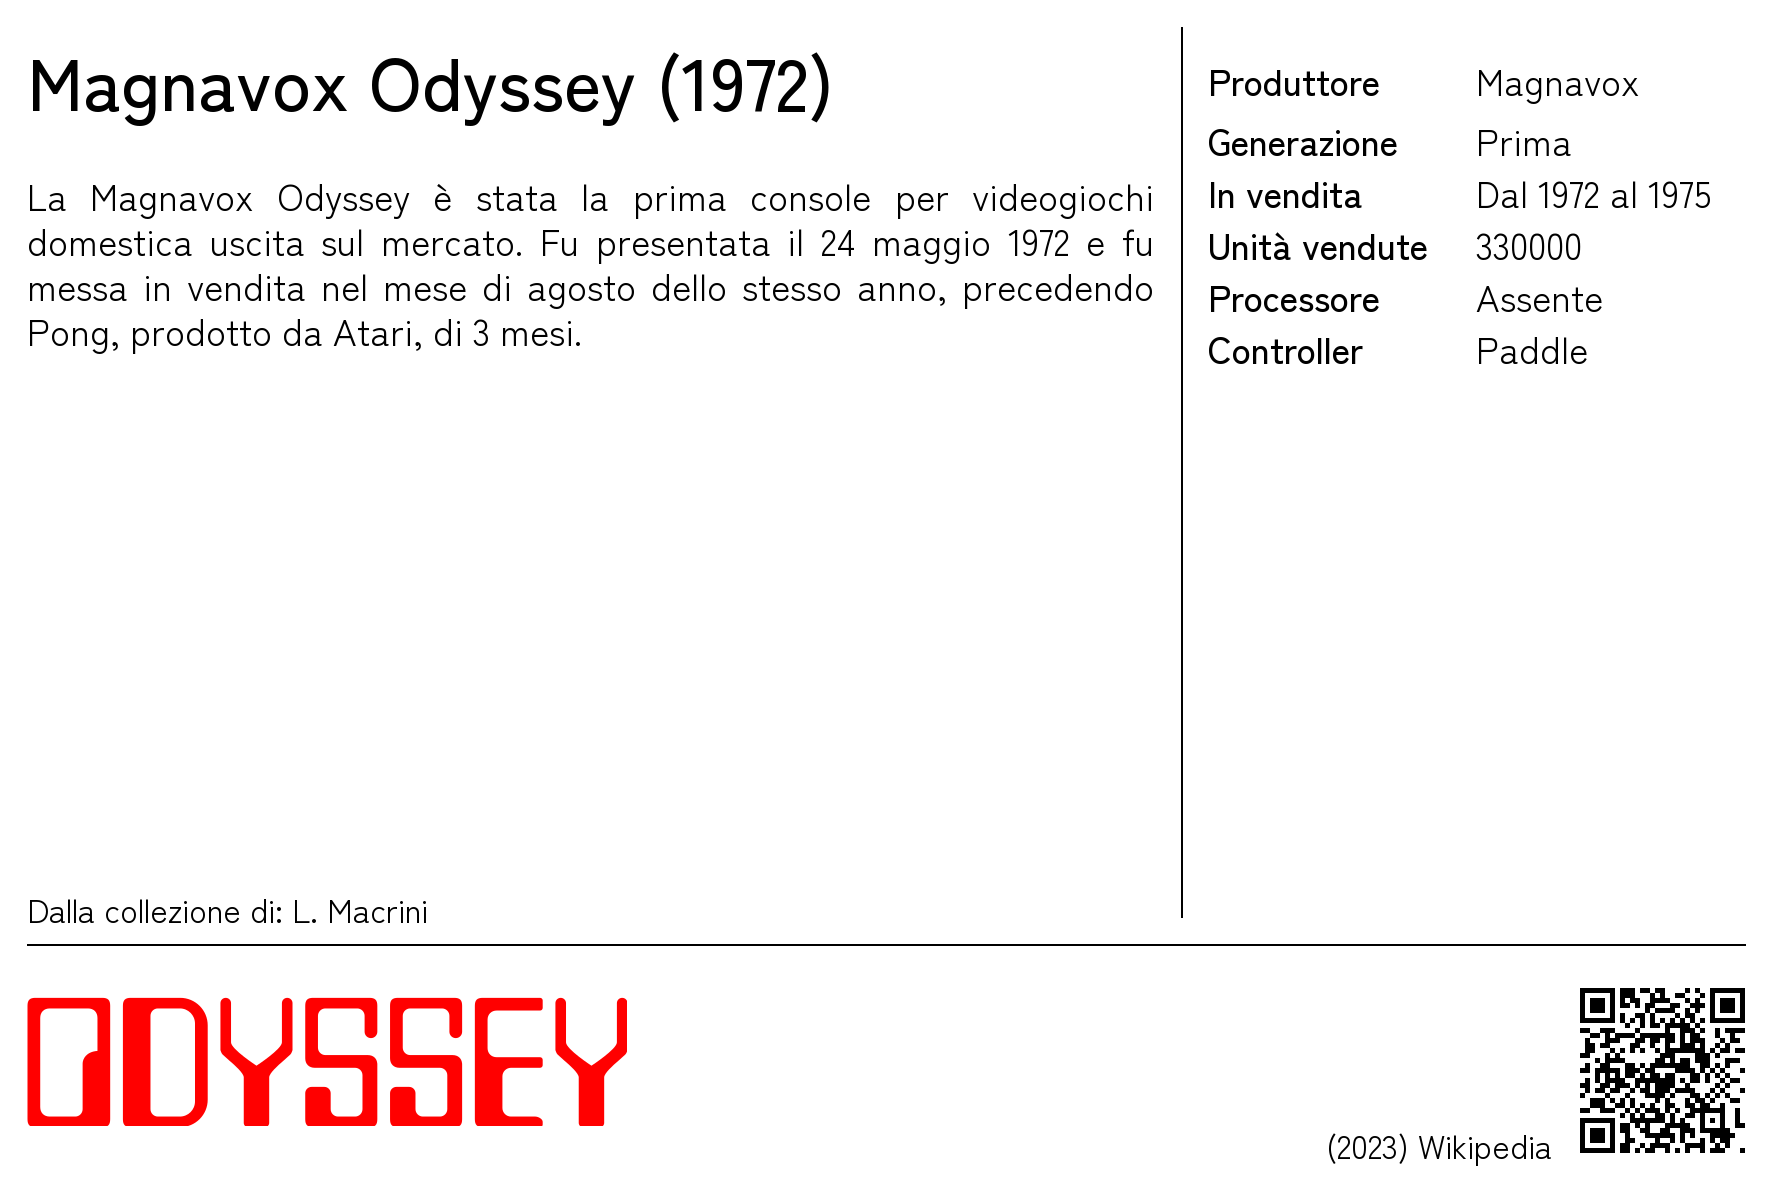 Magnavox Odyssey (1972)
La Magnavox Odyssey è stata la prima console per videogiochi
domestica uscita sul mercato. Fu presentata il 24 maggio 1972 e fu
messa in vendita nel mese di agosto dello stesso anno, precedendo
Pong, prodotto da Atari, di 3 mesi.
Dalla collezione di: L. Macrini
Produttore Magnavox
Generazione Prima
In vendita Dal 1972 al 1975
Unità vendute 330000
Processore Assente
Controller Paddle
ODYSSEY
(2023) Wikipedia